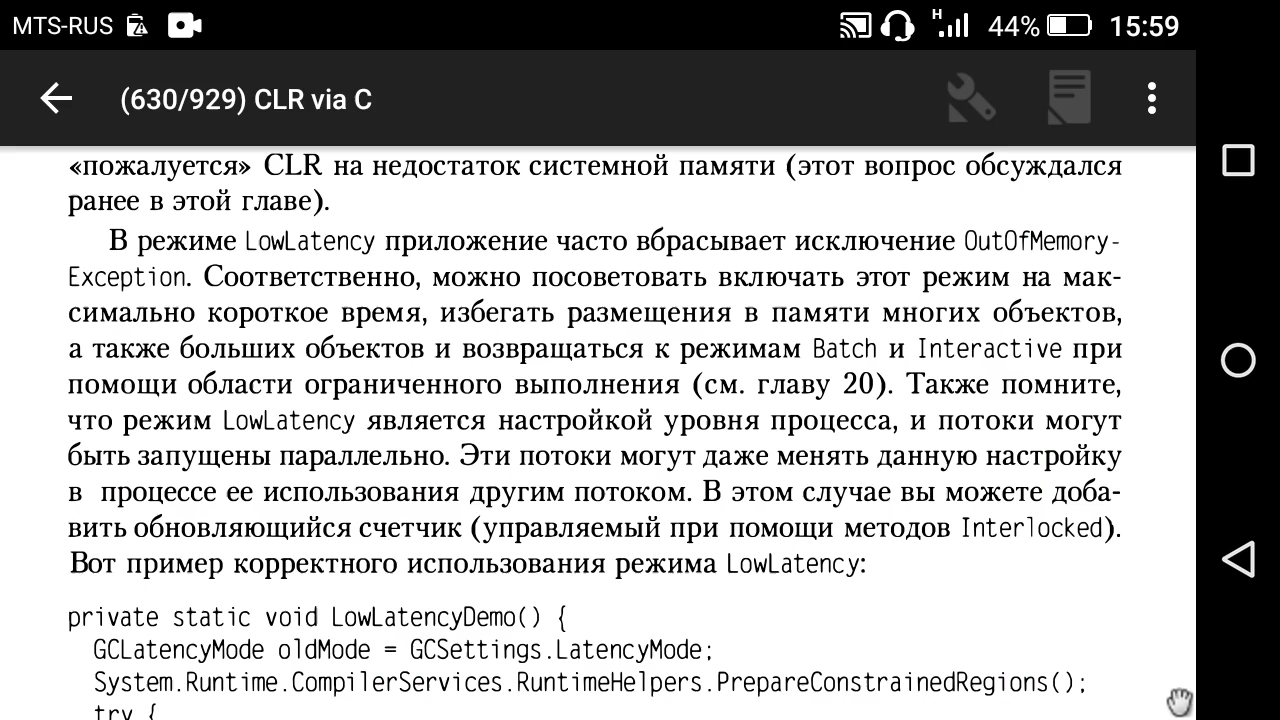 MTS-RUS H 44% 15:59
(630/929) CLR via C
«пожалуется» CLR на недостаток системной памяти (этот вопрос обсуждался
ранее в этой главе).
В режиме LowLatency приложение часто вбрасывает исключение OutOfMemory-
Exception. Соответственно, можно посоветовать включать этот режим на мак-
симально короткое время, избегать размещения в памяти многих объектов,
а также больших объектов и возвращаться к режимам Batch и Interactive при
помощи области ограниченного выполнения (см. главу 20). Также помните,
что режим LowLatency является настройкой уровня процесса, и потоки могут
быть запущены параллельно. Эти потоки могут даже менять данную настройку
в процессе ее использования другим потоком. В этом случае вы можете доба-
вить обновляющийся счетчик (управляемый при помощи методов Interlocked).
Вот пример корректного использования режима LowLatency:
private static void LowLatencyDemo() {
GCLatencyMode oldMode = GCSettings.LatencyMode;
System.Runtime.CompilerServices.RuntimeHelpers.PrepareConstrainedRegions();
try {